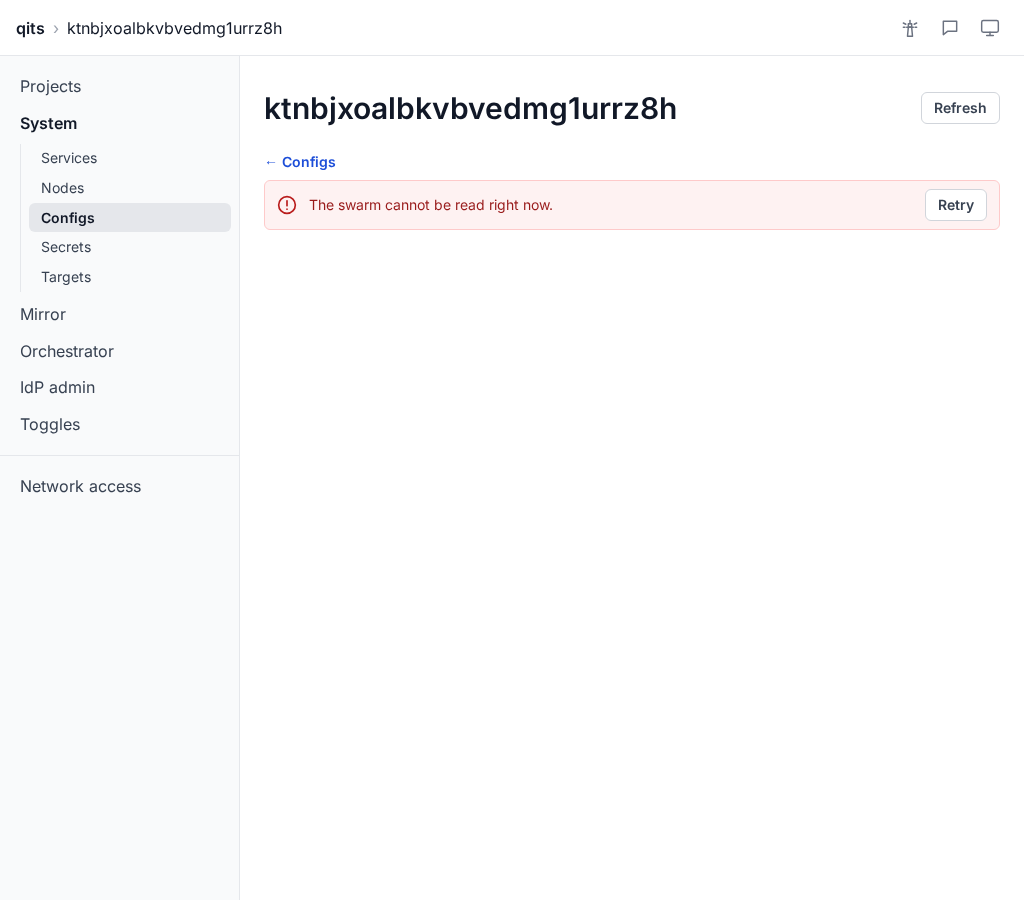 qits › ktnbjxoalbkvbvedmg1urrz8h
Projects
System
Services
Nodes
Configs
Secrets
Targets
Mirror
Orchestrator
IdP admin
Toggles
Network access
ktnbjxoalbkvbvedmg1urrz8h
Refresh
← Configs
The swarm cannot be read right now.
Retry